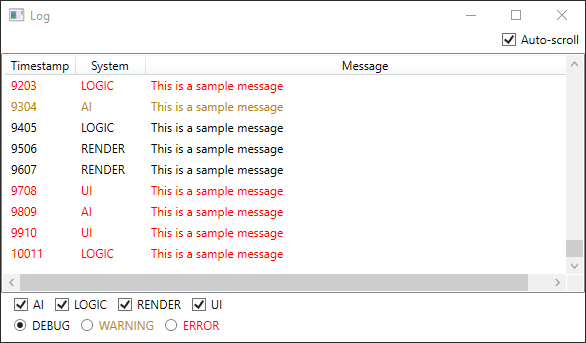 Log
Auto-scroll
Timestamp System Message
9203 LOGIC This is a sample message
9304 AI This is a sample message
9405 LOGIC This is a sample message
9506 RENDER This is a sample message
9607 RENDER This is a sample message
9708 UI This is a sample message
9809 AI This is a sample message
9910 UI This is a sample message
10011 LOGIC This is a sample message
AI LOGIC RENDER UI
DEBUG WARNING ERROR